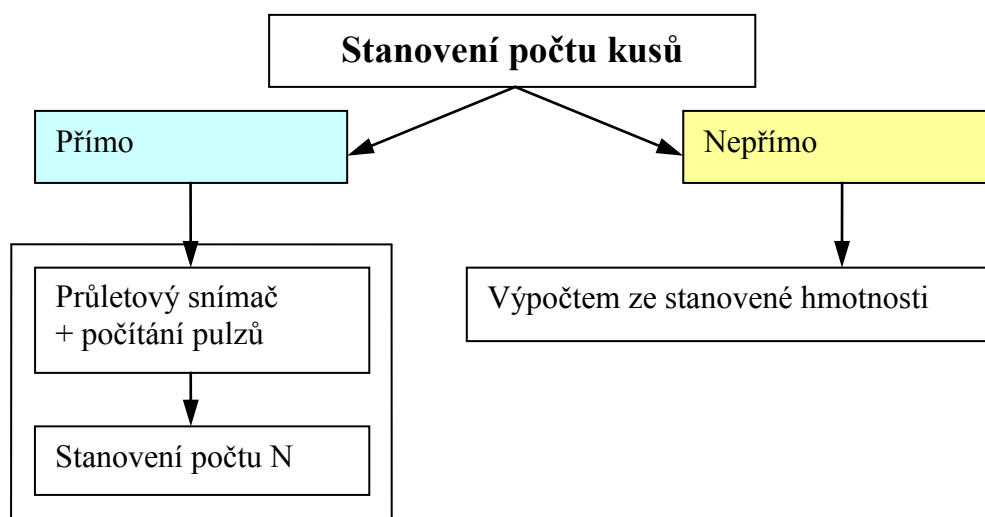 Stanovení počtu kusů
Přímo
Nepřímo
Průletový snímač
+ počítání pulzů
Výpočtem ze stanovené hmotnosti
Stanovení počtu N